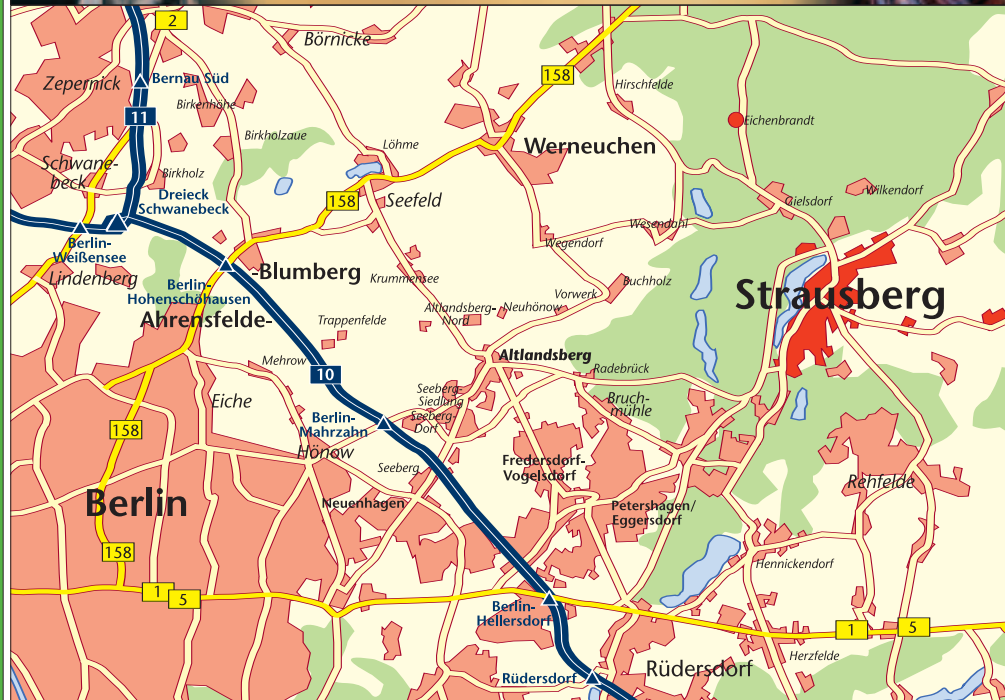 2
Börnicke
Zepernick
Bernau Süd
158
Hirschfelde
Birkenhöhe
11
Eichenbrandt
Birkholzaue
Löhme
Werneuchen
Schwane-
beck
Birkholz
Dreieck
Schwanebeck
158
Seefeld
Wilkendorf
Gielsdorf
Wesendahl
Wegendorf
Berlin-
Weißensee
Lindenberg
-Blumberg
Krummensee
Buchholz
Berlin-
Hohenschöhausen
Ahrensfelde-
Vorwerk
Strausberg
Altlandsberg-
Nord
Neuhönow
Trappenfelde
Mehrow
Altlandsberg
10
Radebrück
Eiche
Seeberg-
Siedlung
Seeberg-
Dorf
Bruch-
mühle
158
Berlin-
Mahrzahn
Hönow
Seeberg
Fredersdorf-
Vogelsdorf
Rehfelde
Berlin
Neuenhagen
Petershagen/
Eggersdorf
158
Hennickendorf
1
5
Berlin-
Hellersdorf
1
5
Herzfelde
Rüdersdorf
Rüdersdorf